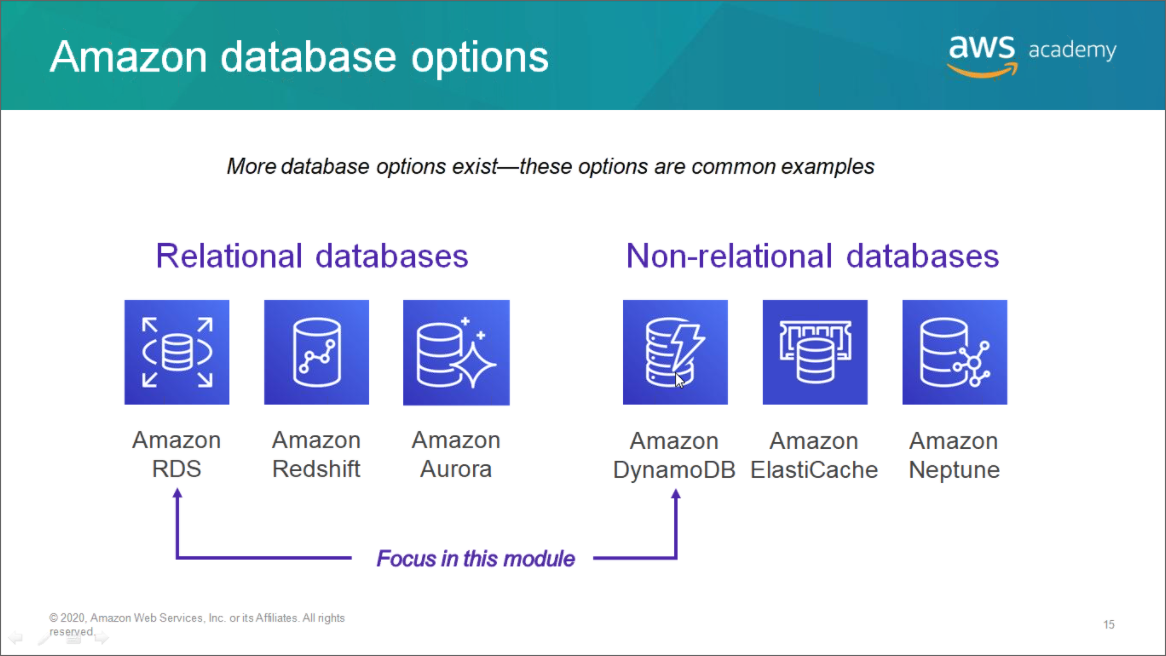 Amazon database options
aws academy
More database options exist—these options are common examples
Relational databases
Amazon
RDS
Amazon
Redshift
Amazon
Aurora
Non-relational databases
Amazon
DynamoDB
Amazon
ElastiCache
Amazon
Neptune
Focus in this module
© 2020, Amazon Web Services, Inc. or its Affiliates. All rights
reserved.
15